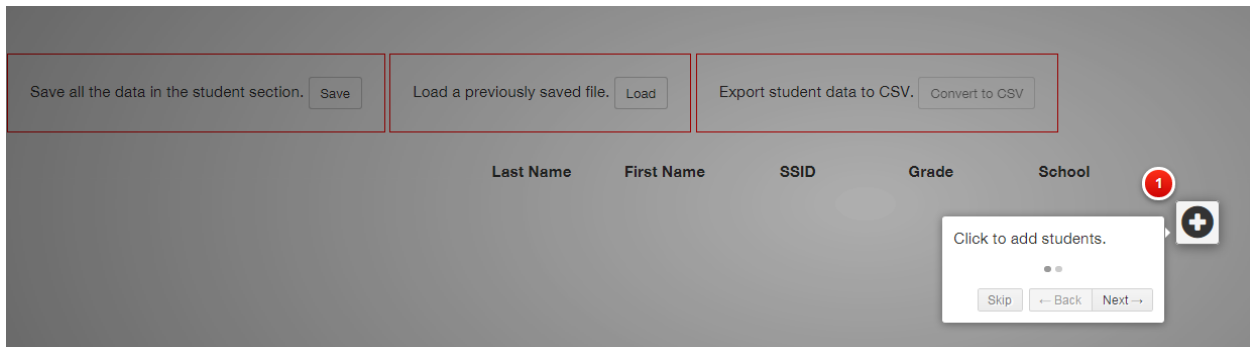 Save all the data in the student section. Save
Load a previously saved file. Load
Export student data to CSV. Convert to CSV
Last Name First Name SSID Grade School
1
Click to add students.
Skip ← Back Next →